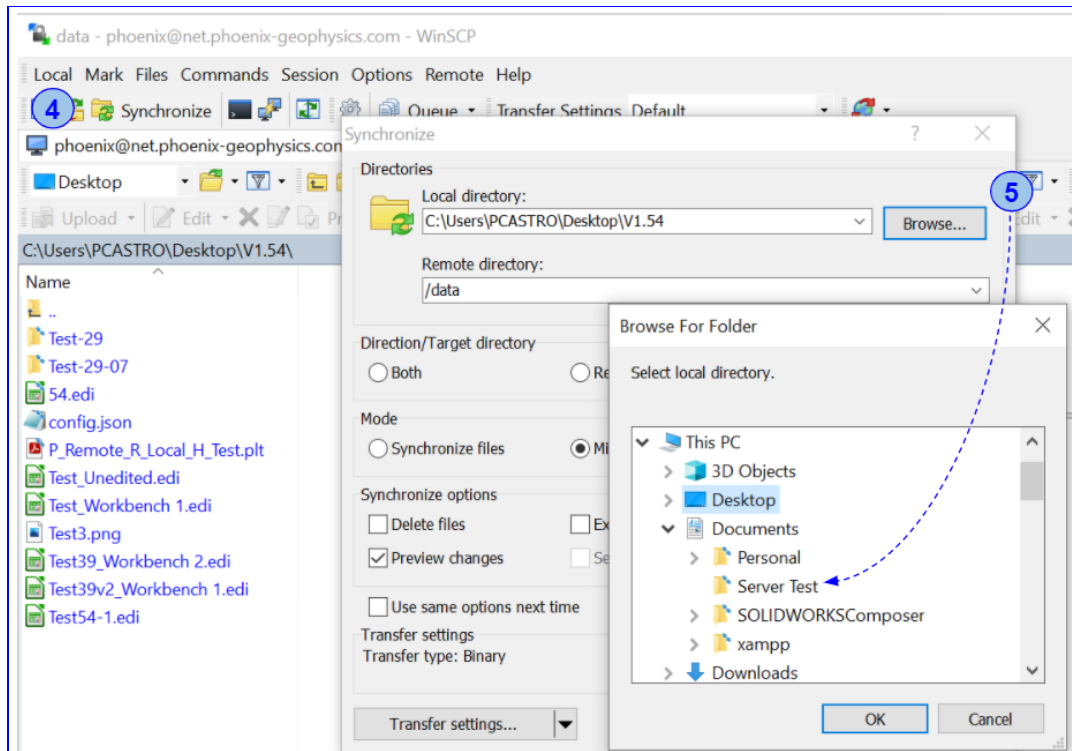 data - phoenix@net.phoenix-geophysics.com - WinSCP
Local Mark Files Commands Session Options Remote Help
4 Synchronize Queue Transfer Settings Default
Synchronize ? ×
phoenix@net.phoenix-geophysics.com
Directories
Desktop
Local directory:
5
Upload Edit Pr
C:\Users\PCASTRO\Desktop\V1.54
Browse...
dit
C:\Users\PCASTRO\Desktop\V1.54\
Remote directory:
Name
/data
..
Browse For Folder
Test-29
Direction/Target directory
Test-29-07
Both Re
Select local directory.
54.edi
config.json
Mode
P_Remote_R_Local_H_Test.plt
Synchronize files Mi
This PC
3D Objects
Test_Unedited.edi
Synchronize options
Desktop
Test_Workbench 1.edi
Delete files Ex
Documents
Test3.png
Preview changes Se
Personal
Test39_Workbench 2.edi
Server Test
Test39v2_Workbench 1.edi
Use same options next time
SOLIDWORKSComposer
Test54-1.edi
Transfer settings
xampp
Transfer type: Binary
Downloads
Transfer settings...
OK Cancel